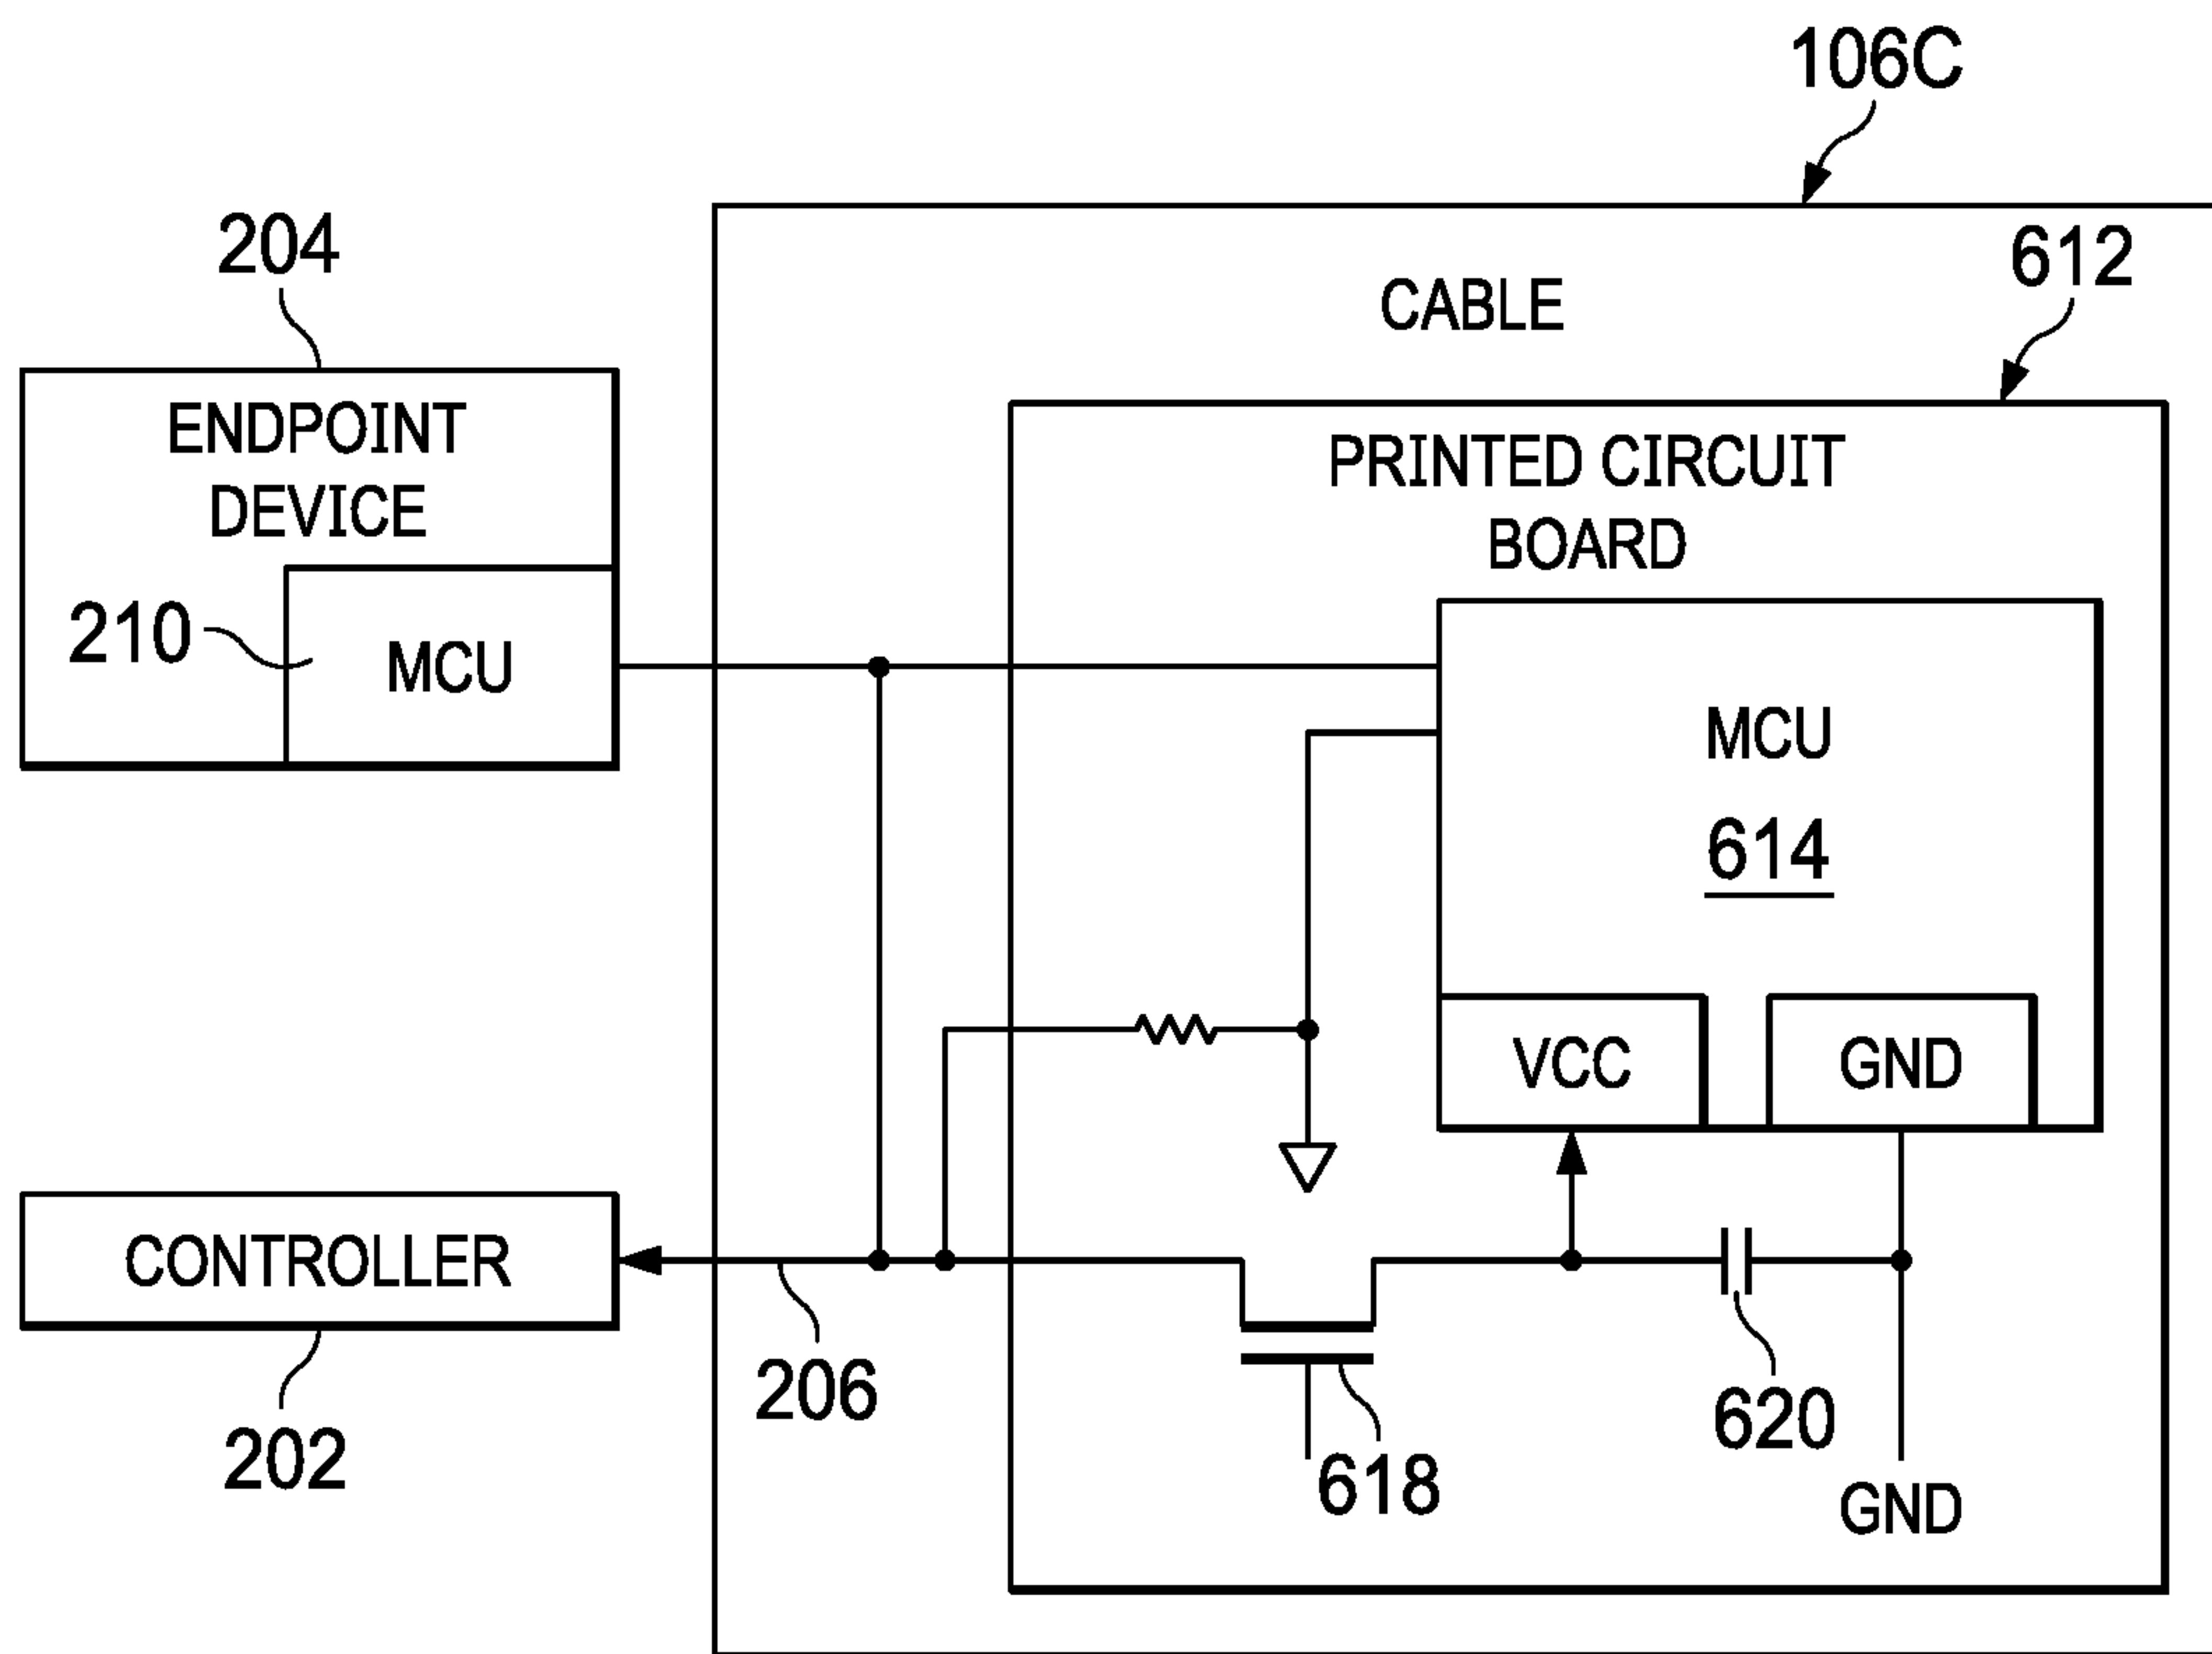 106C
204
CABLE
612
ENDPOINT
DEVICE
PRINTED CIRCUIT
BOARD
210
MCU
MCU
614
VCC
GND
CONTROLLER
206
620
202
618
GND